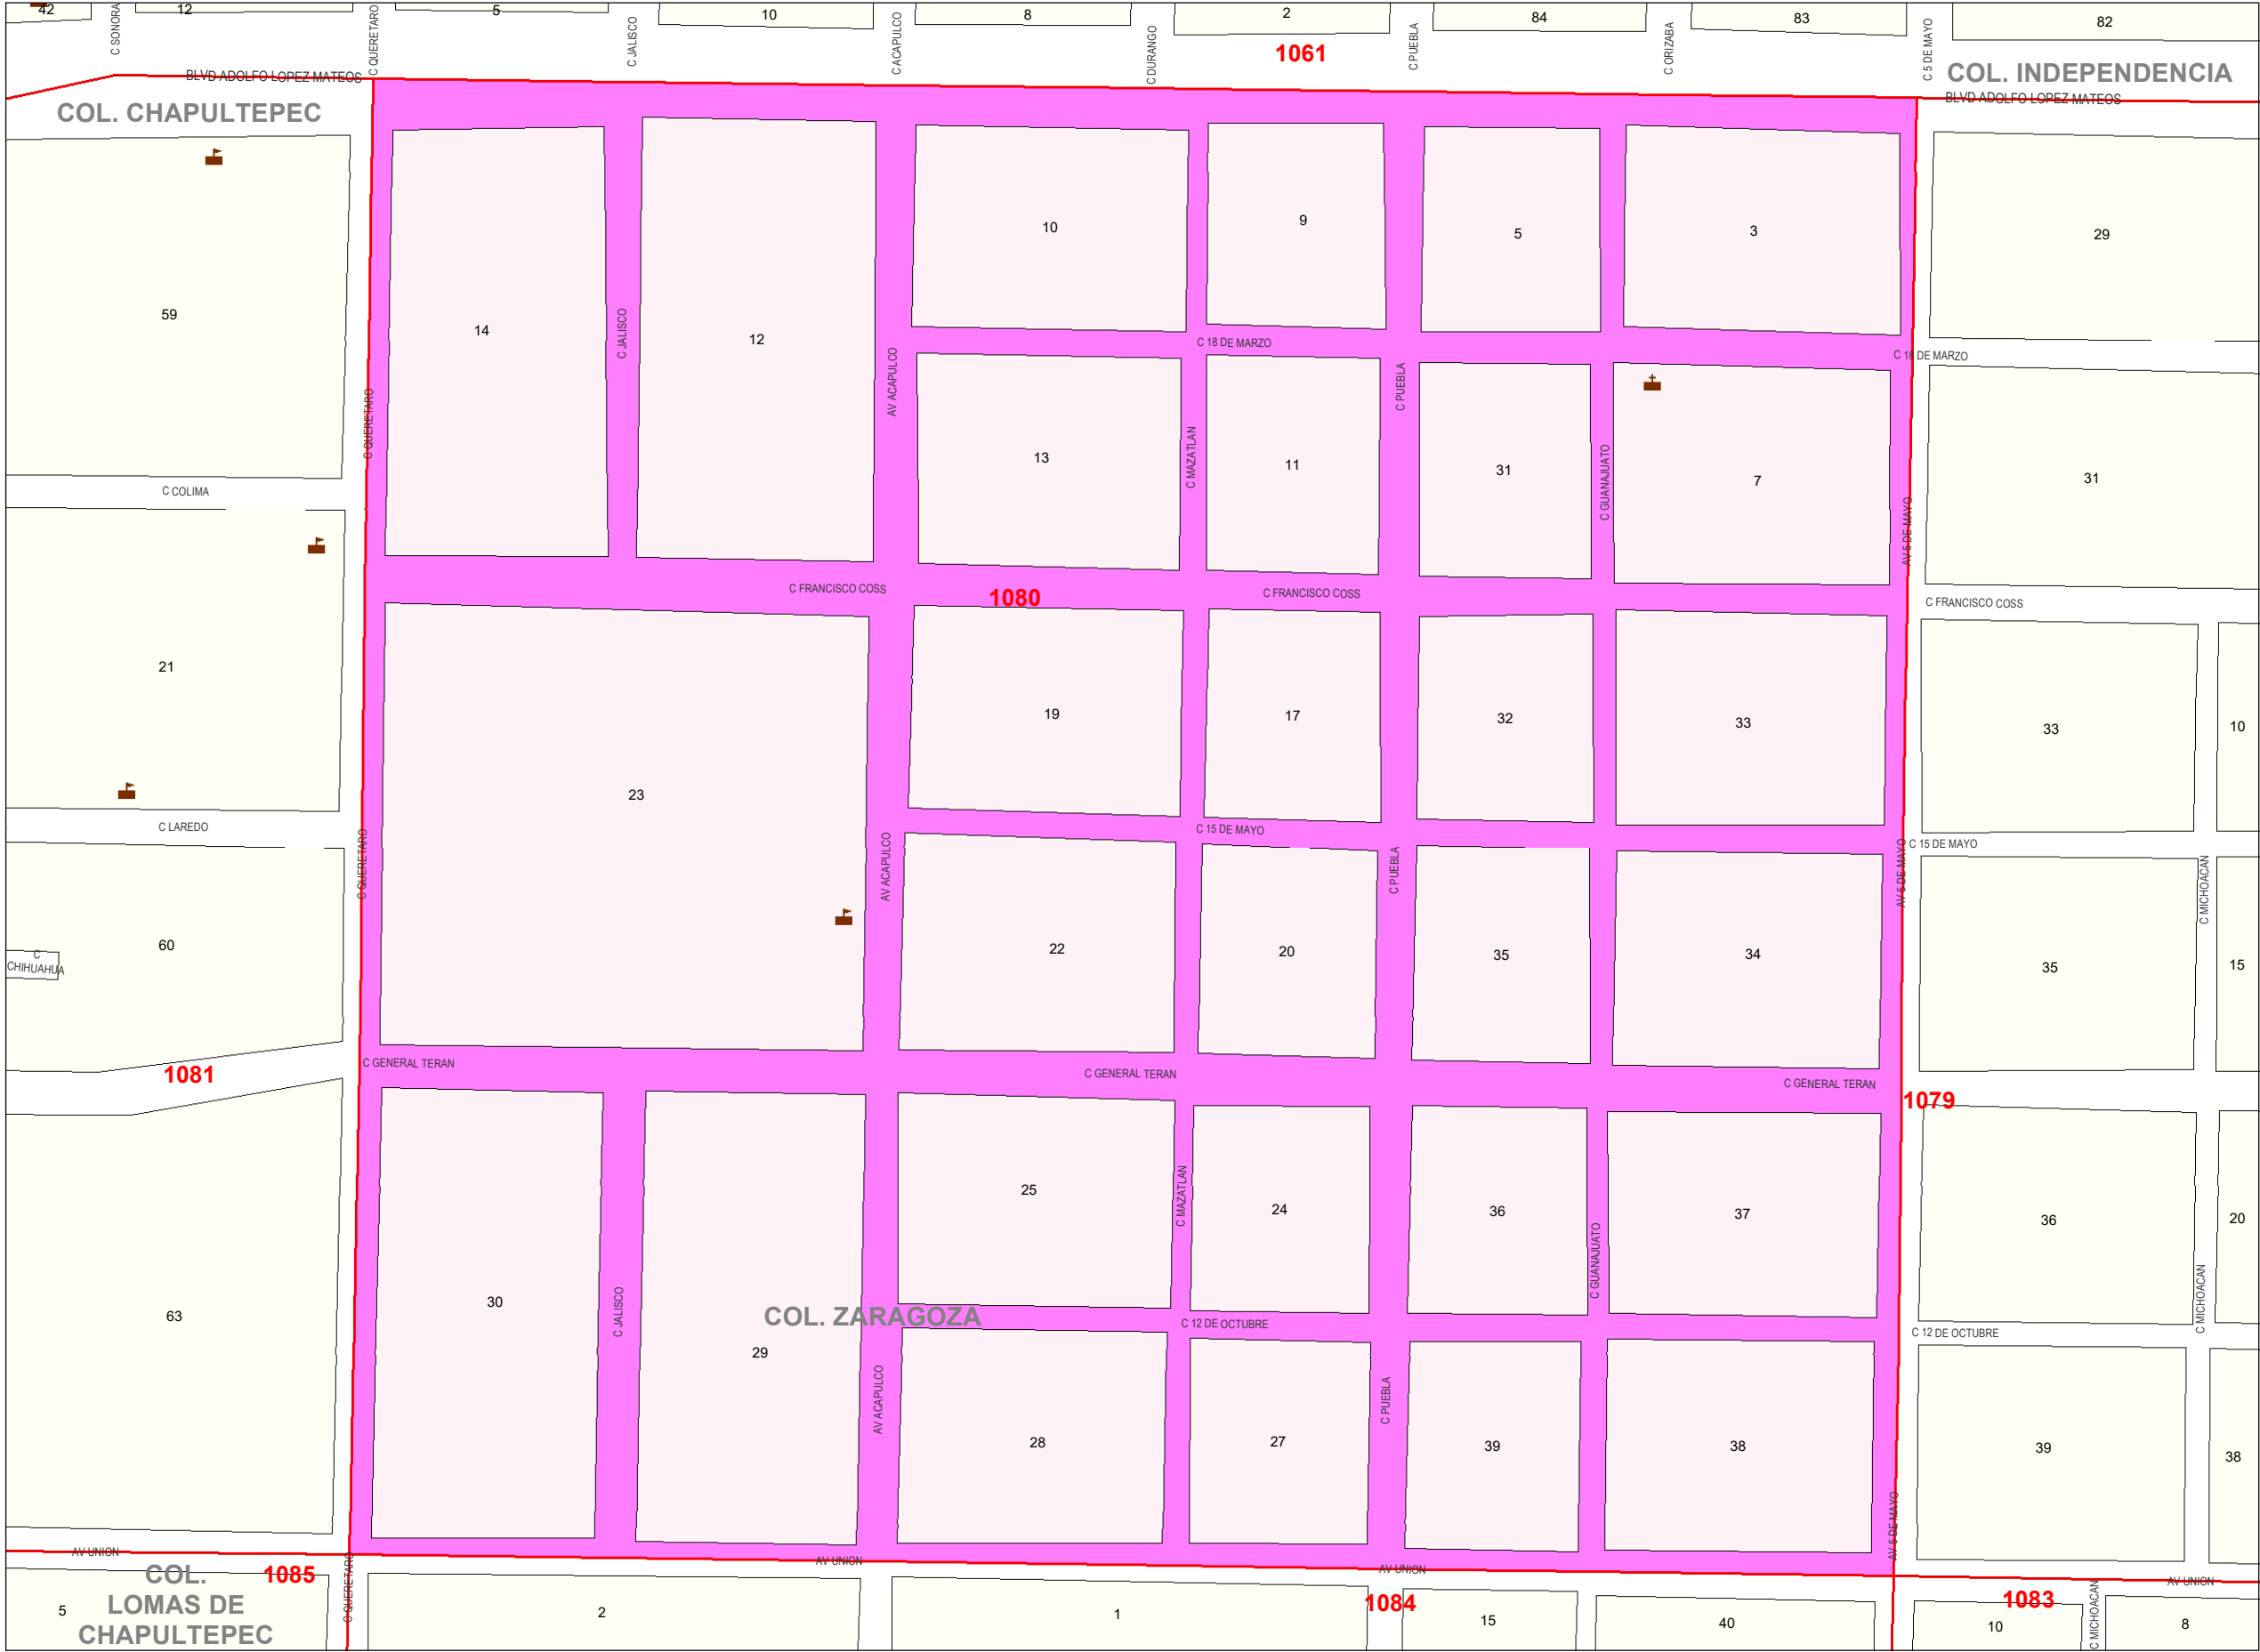 42
12
5
10
8
2
84
83
82
C SONORA
C QUERETARO
C JALISCO
C ACAPULCO
C DURANGO
C PUEBLA
C ORIZABA
C 5 DE MAYO
1061
BLVD ADOLFO LOPEZ MATEOS
COL. INDEPENDENCIA
BLVD ADOLFO LOPEZ MATEOS
COL. CHAPULTEPEC
10
9
5
3
29
59
14
12
C JALISCO
C 18 DE MARZO
C 18 DE MARZO
C QUERETARO
AV ACAPULCO
C PUEBLA
C MAZATLAN
C GUANAJUATO
13
11
31
7
31
C COLIMA
AV 5 DE MAYO
C FRANCISCO COSS
1080
C FRANCISCO COSS
C FRANCISCO COSS
21
23
19
17
32
33
33
10
C LAREDO
C 15 DE MAYO
C 15 DE MAYO
C QUERETARO
AV ACAPULCO
C PUEBLA
AV 5 DE MAYO
C MICHOACAN
60
C
CHIHUAHUA
22
20
35
34
35
15
1081
C GENERAL TERAN
C GENERAL TERAN
C GENERAL TERAN
1079
25
24
36
37
36
20
C MAZATLAN
C GUANAJUATO
C MICHOACAN
63
30
C JALISCO
COL. ZARAGOZA
C 12 DE OCTUBRE
C 12 DE OCTUBRE
29
AV ACAPULCO
C PUEBLA
28
27
39
38
39
38
AV 5 DE MAYO
AV UNION
AV UNION
AV UNION
AV UNION
C QUERETARO
1085
COL.
LOMAS DE
CHAPULTEPEC
5
2
1
1084
15
40
1083
10
C MICHOACAN
8